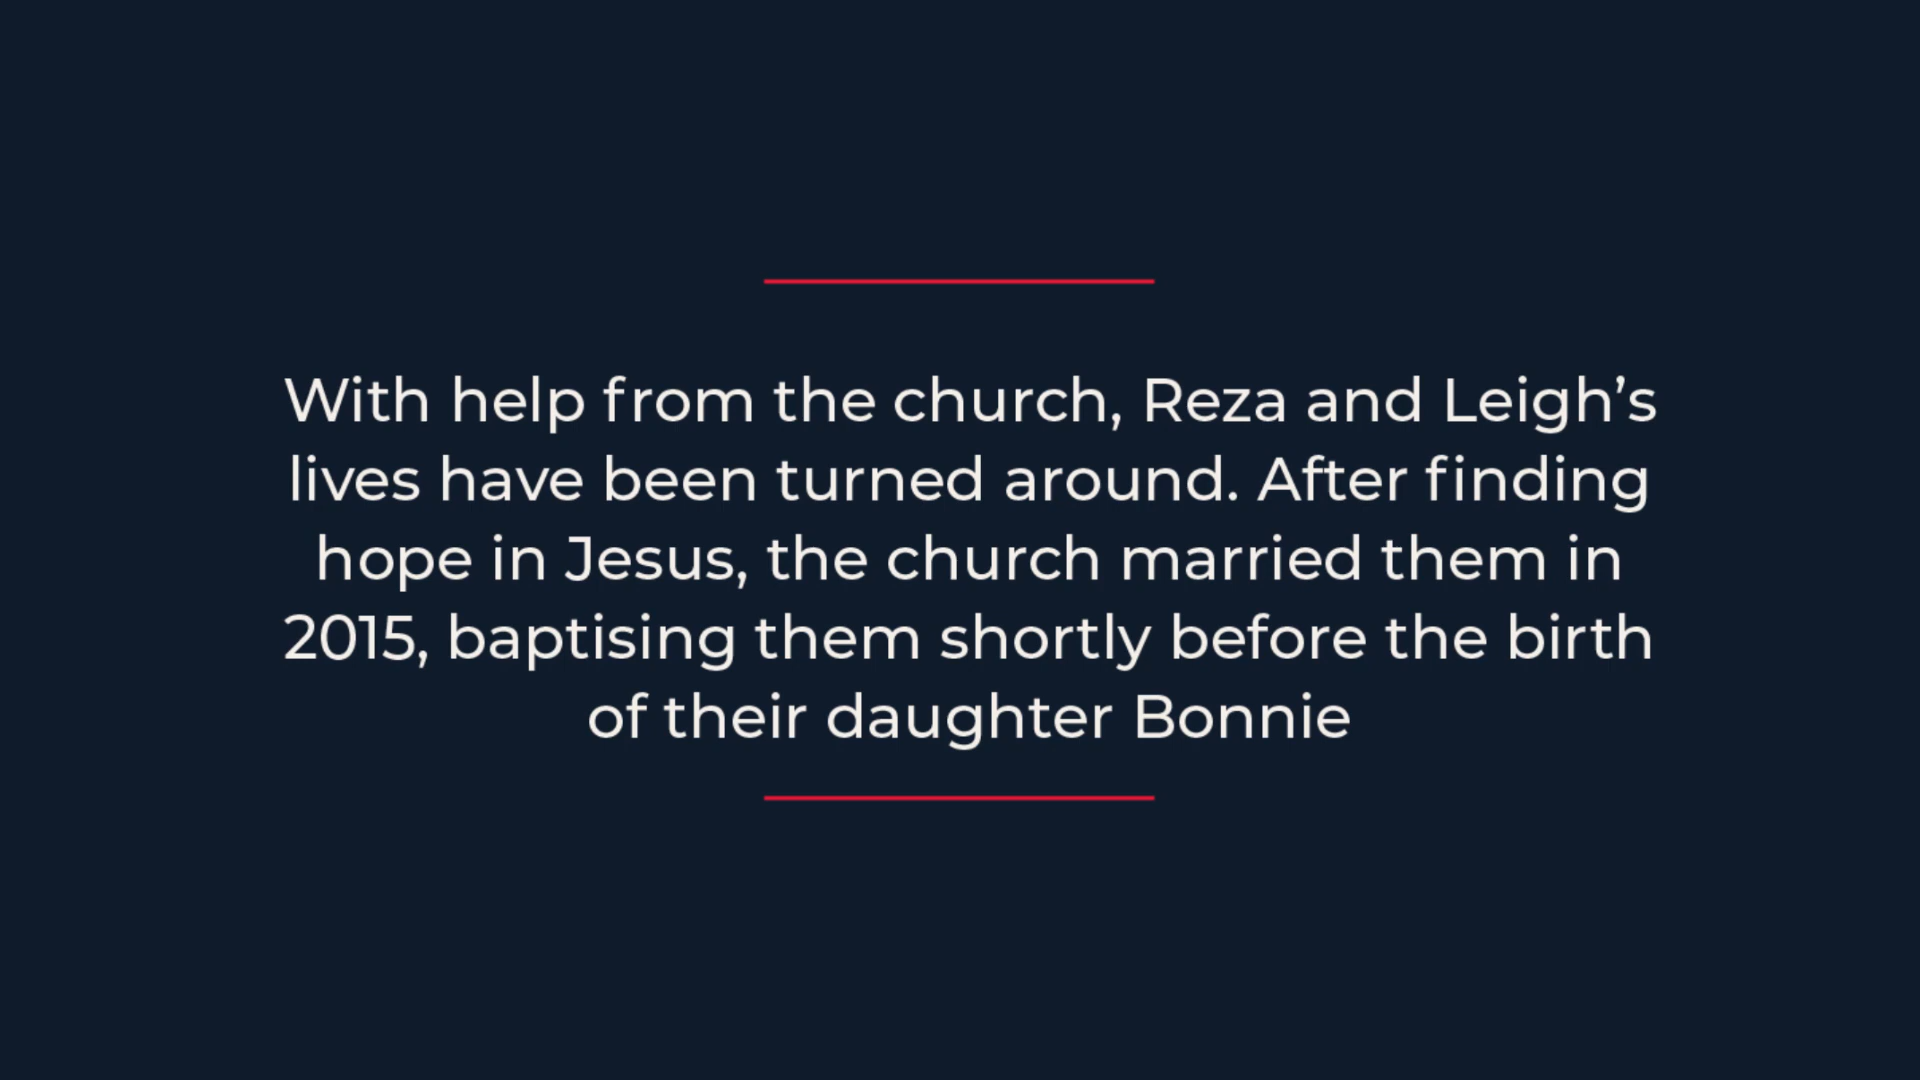 With help from the church, Reza and Leigh’s
lives have been turned around. After finding
hope in Jesus, the church married them in
2015, baptising them shortly before the birth
of their daughter Bonnie